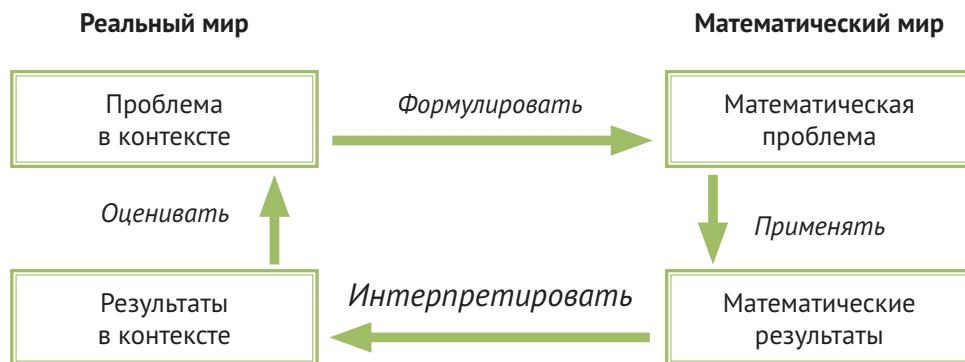 Реальный мир
Математический мир
Проблема
в контексте
Формулировать
Математическая
проблема
Оценивать
Применять
Результаты
в контексте
Интерпретировать
Математические
результаты